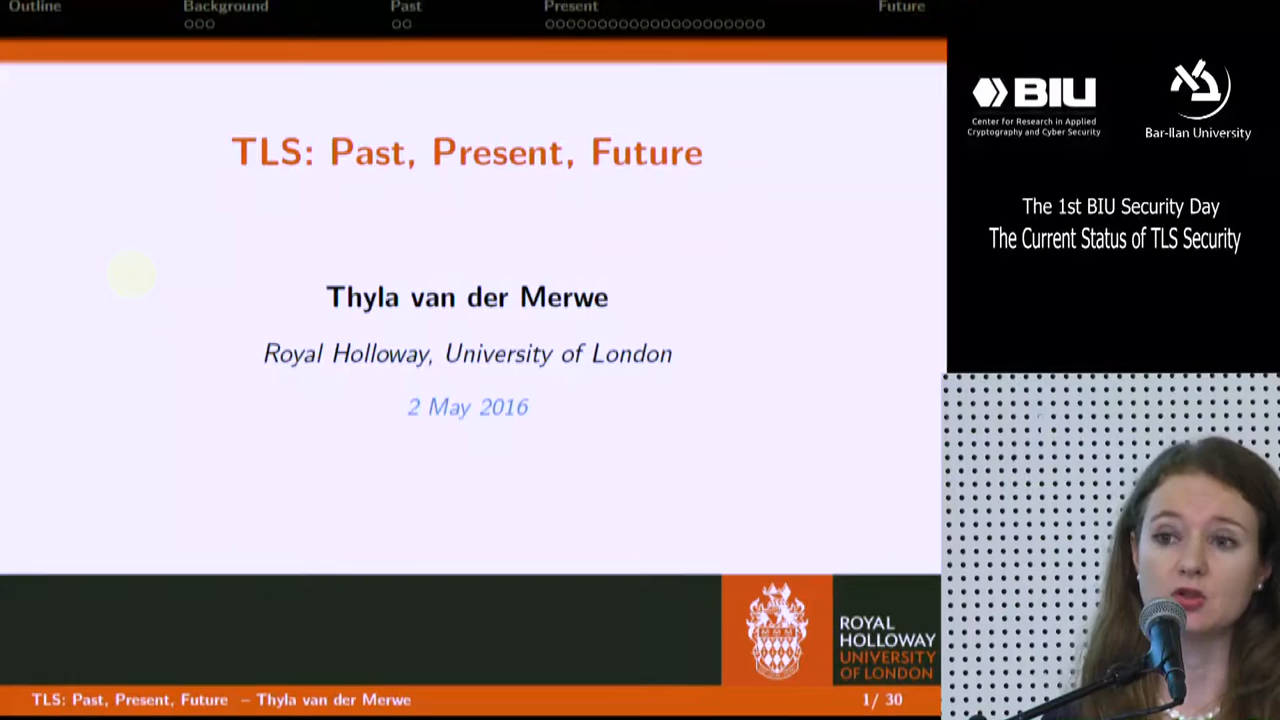 Outline
Background
Past
Present
Future
TLS: Past, Present, Future
Thyla van der Merwe
Royal Holloway, University of London
2 May 2016
ROYAL
HOLLOWAY
UNIVERSITY
OF LONDON
TLS: Past, Present, Future – Thyla van der Merwe
1/ 30
BIU
Center for Research in Applied
Cryptography and Cyber Security
Bar-Ilan University
The 1st BIU Security Day
The Current Status of TLS Security